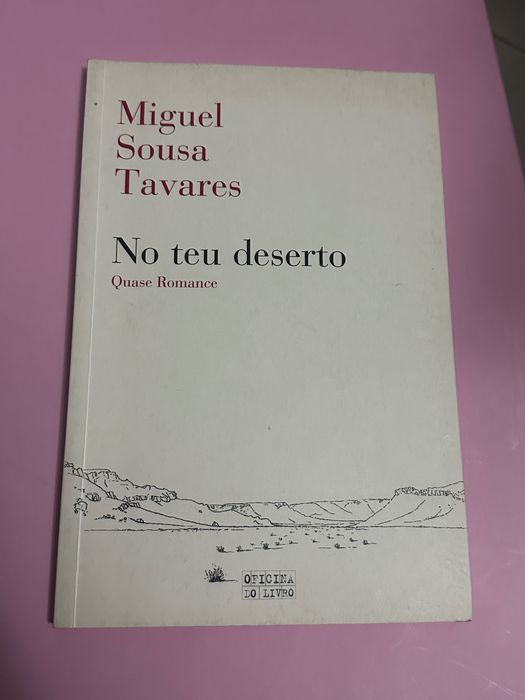 Miguel
Sousa
Tavares
No teu deserto
Quase Romance
OFICINA
DO LIVRO